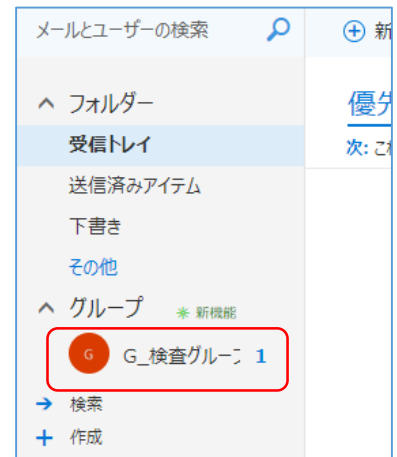 メールとユーザーの検索
新
フォルダー
優先
受信トレイ
次: これ
送信済みアイテム
下書き
その他
グループ 新機能
G G_検査グループ 1
検索
作成